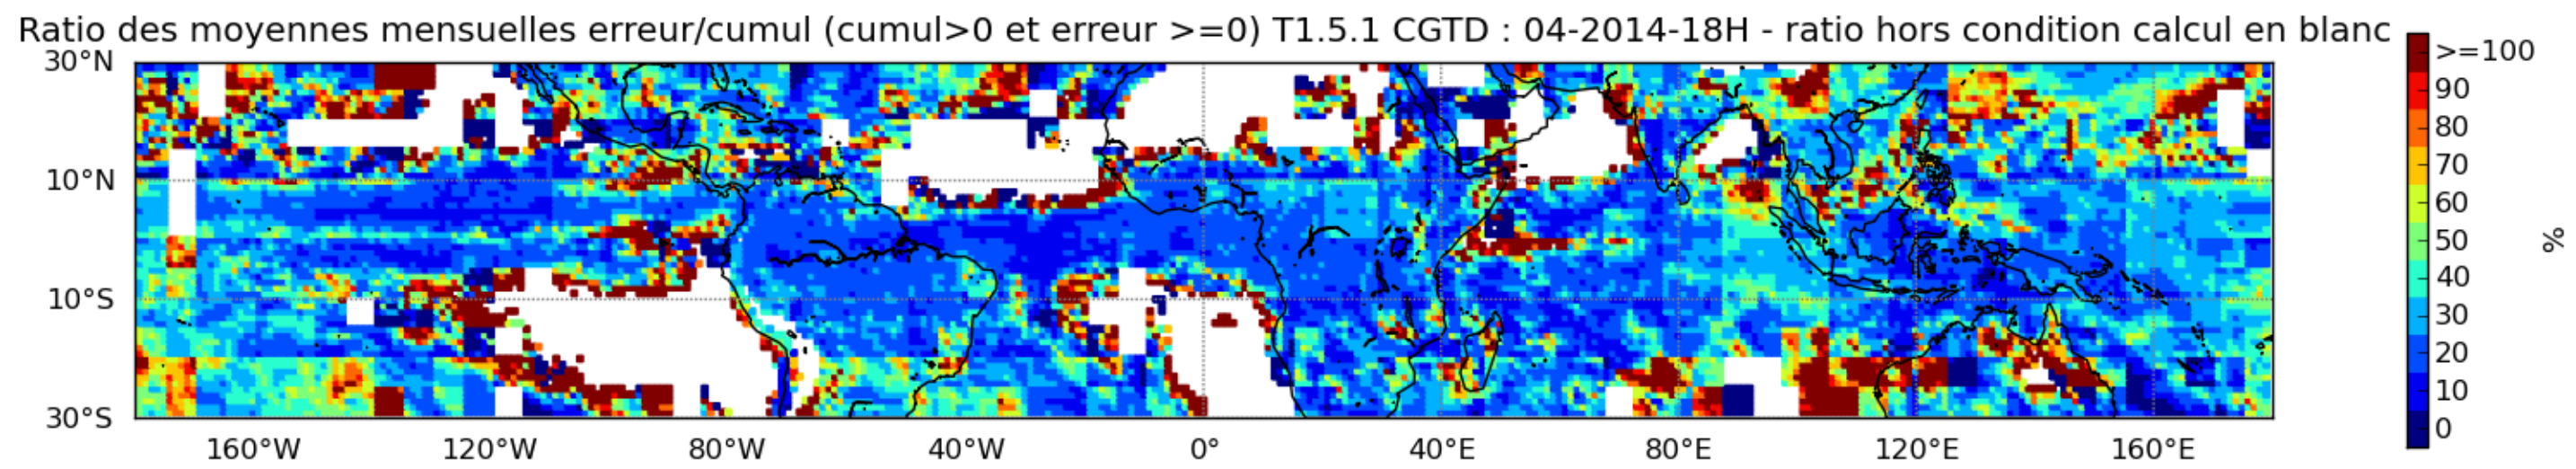 Ratio des moyennes mensuelles erreur/cumul (cumul>0 et erreur >=0) T1.5.1 CGTD : 04-2014-18H - ratio hors condition calcul en blanc
30°N
10°N
10°S
30°S
160°W
120°W
80°W
40°W
0°
40°E
80°E
120°E
160°E
>=100
90
80
70
60
50
40
30
20
10
0
%